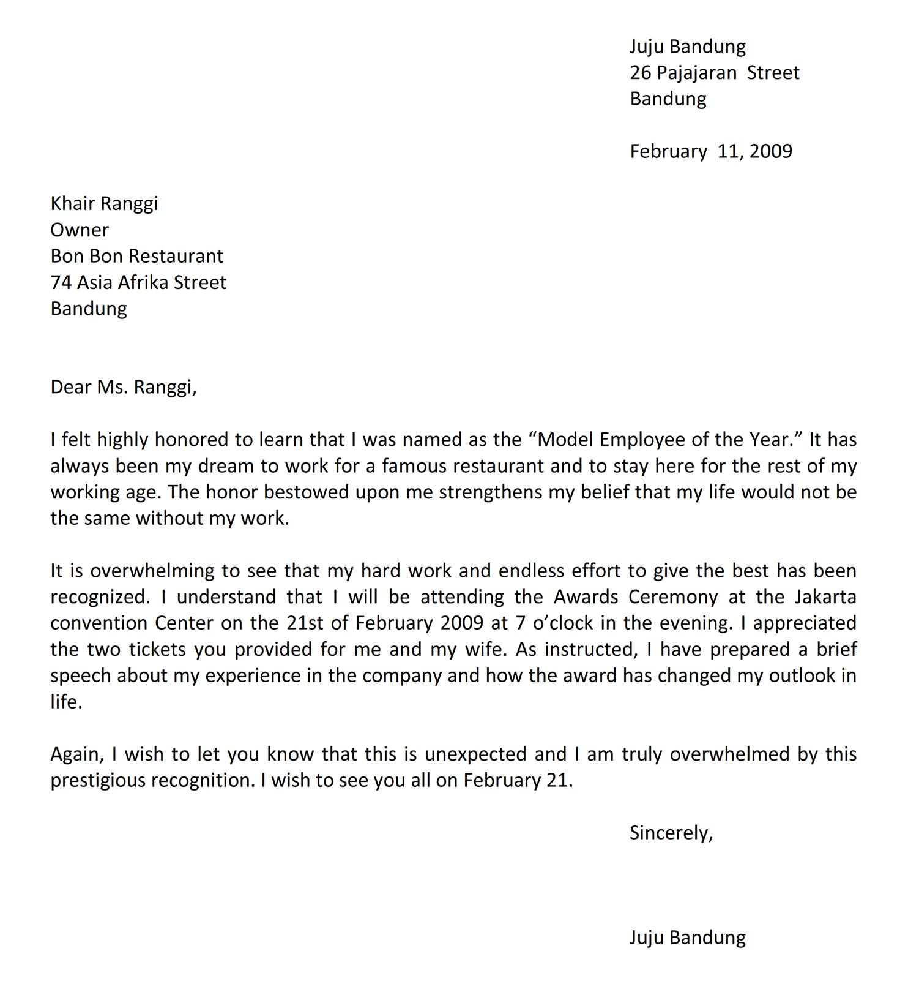 Juju Bandung
26 Pajajaran  Street
Bandung
February  11, 2009
Khair Ranggi
Owner
Bon Bon Restaurant
74 Asia Afrika Street
Bandung
Dear Ms. Ranggi,
I felt highly honored to learn that I was named as the “Model Employee of the Year.” It has
always been my dream to work for a famous restaurant and to stay here for the rest of my
working age. The honor bestowed upon me strengthens my belief that my life would not be
the same without my work.
It is overwhelming to see that my hard work and endless effort to give the best has been
recognized. I understand that I will be attending the Awards Ceremony at the Jakarta
convention Center on the 21st of February 2009 at 7 o’clock in the evening. I appreciated
the two tickets you provided for me and my wife. As instructed, I have prepared a brief
speech about my experience in the company and how the award has changed my outlook in
life.
Again, I wish to let you know that this is unexpected and I am truly overwhelmed by this
prestigious recognition. I wish to see you all on February 21.
Sincerely,
Juju Bandung